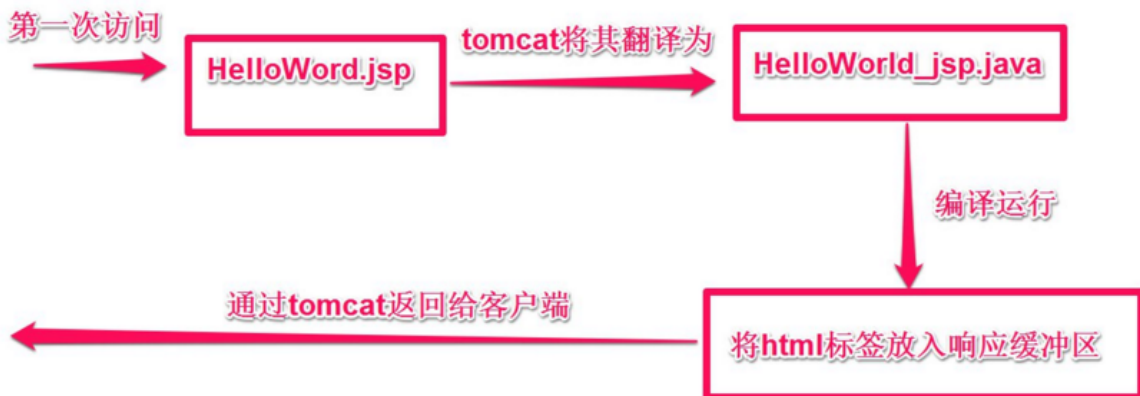 第一次访问
HelloWord.jsp
tomcat将其翻译为
HelloWorld_jsp.java
编译运行
将html标签放入响应缓冲区
通过tomcat返回给客户端